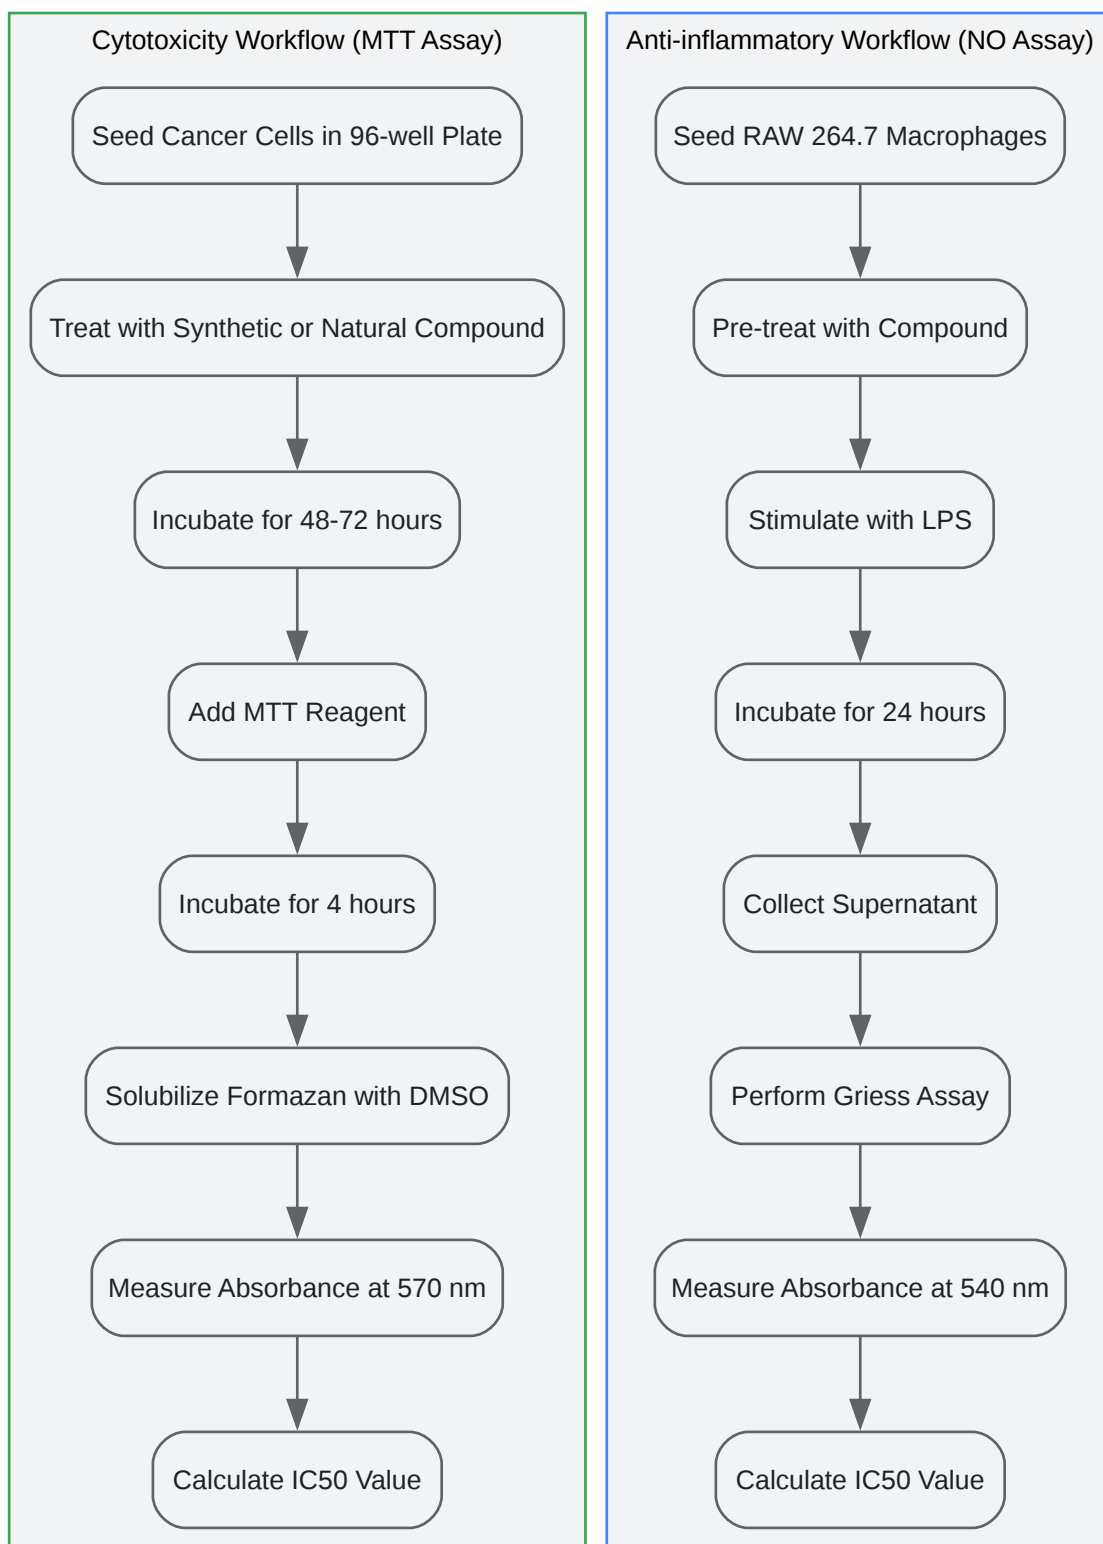 Cytotoxicity Workflow (MTT Assay)
Seed Cancer Cells in 96-well Plate
Treat with Synthetic or Natural Compound
Incubate for 48-72 hours
Add MTT Reagent
Incubate for 4 hours
Solubilize Formazan with DMSO
Measure Absorbance at 570 nm
Calculate IC50 Value
Anti-inflammatory Workflow (NO Assay)
Seed RAW 264.7 Macrophages
Pre-treat with Compound
Stimulate with LPS
Incubate for 24 hours
Collect Supernatant
Perform Griess Assay
Measure Absorbance at 540 nm
Calculate IC50 Value